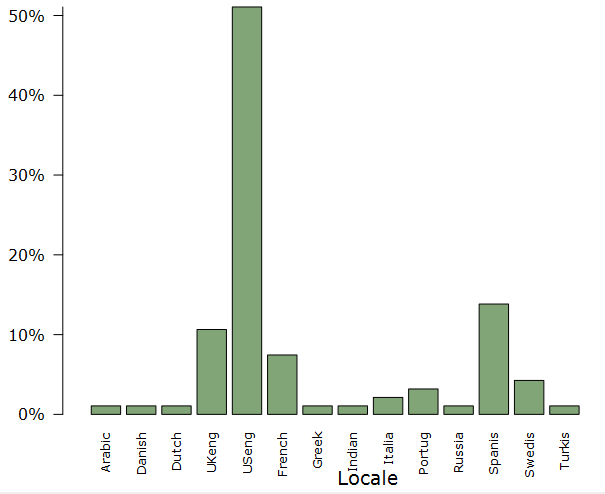 50%
40%
30%
20%
10%
0%
Arabic
Danish
Dutch
UKeng
USeng
French
Greek
Indian
Italia
Portug
Russia
Spanis
Swedis
Turkis
Locale